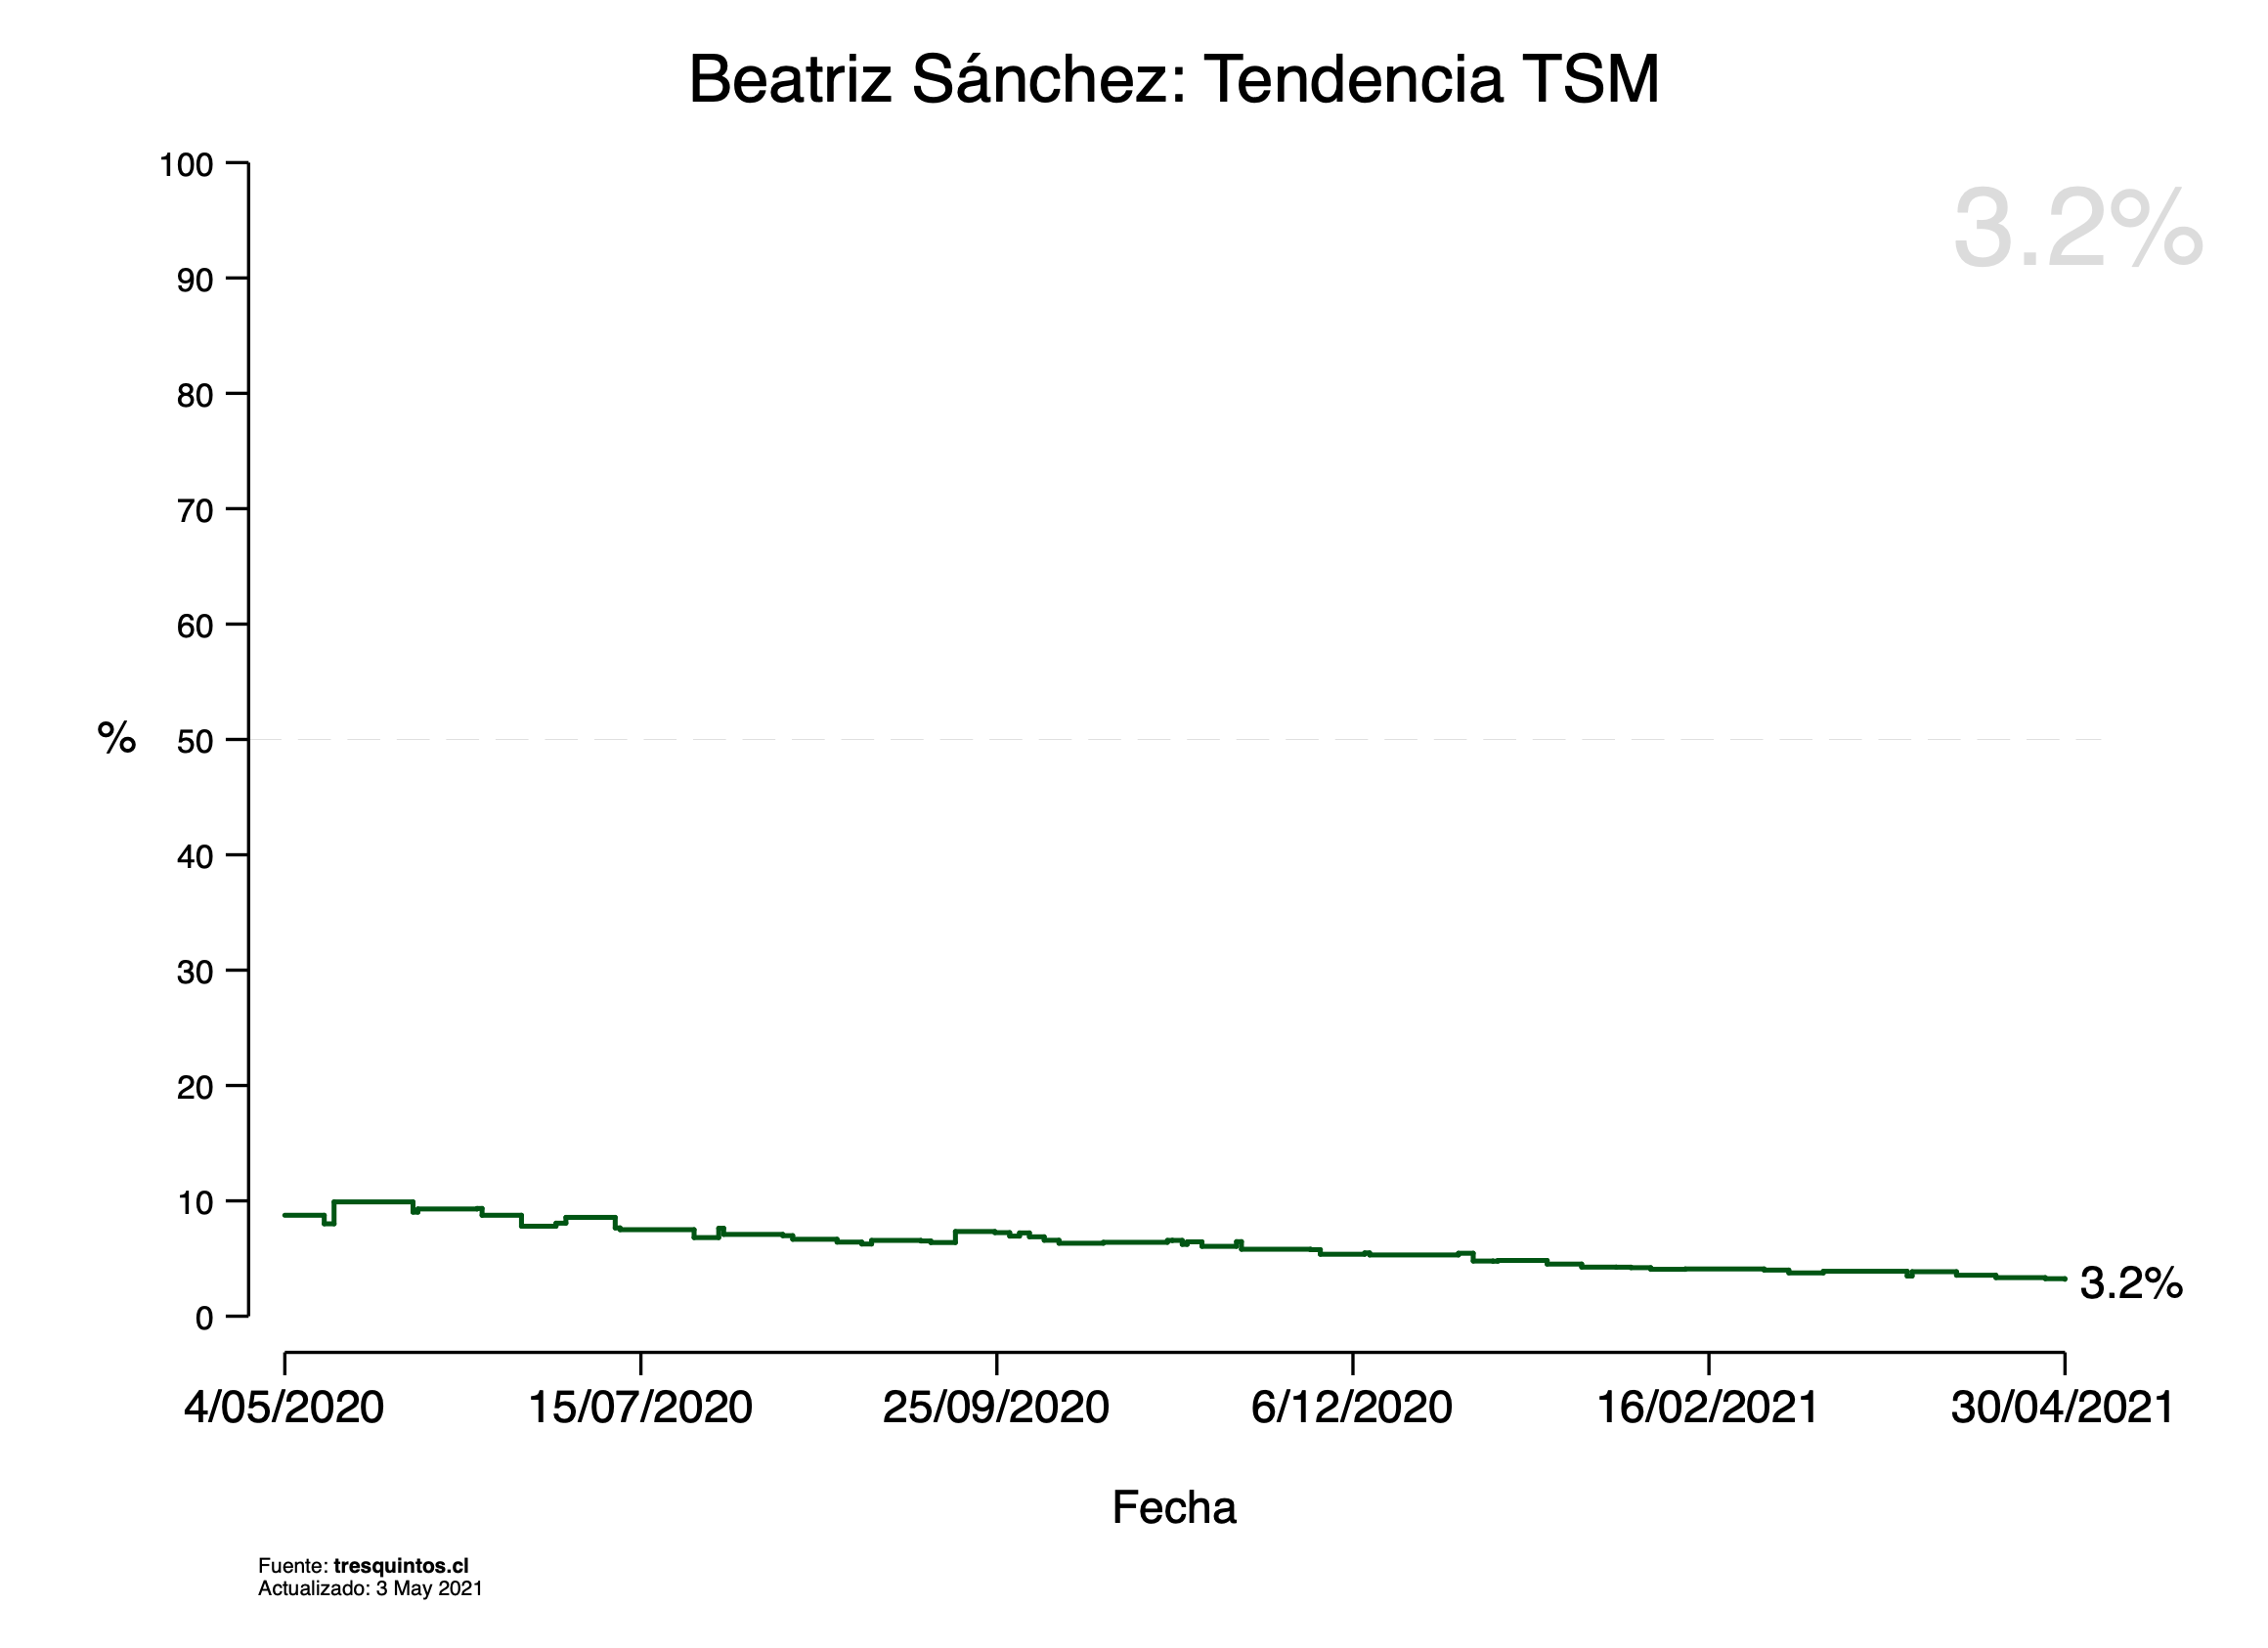 Beatriz Sánchez: Tendencia TSM
3.2%
100
90
80
70
60
50
40
30
20
10
0
%
3.2%
4/05/2020 15/07/2020 25/09/2020 6/12/2020 16/02/2021 30/04/2021
Fecha
Fuente: tresquintos.cl
Actualizado: 3 May 2021